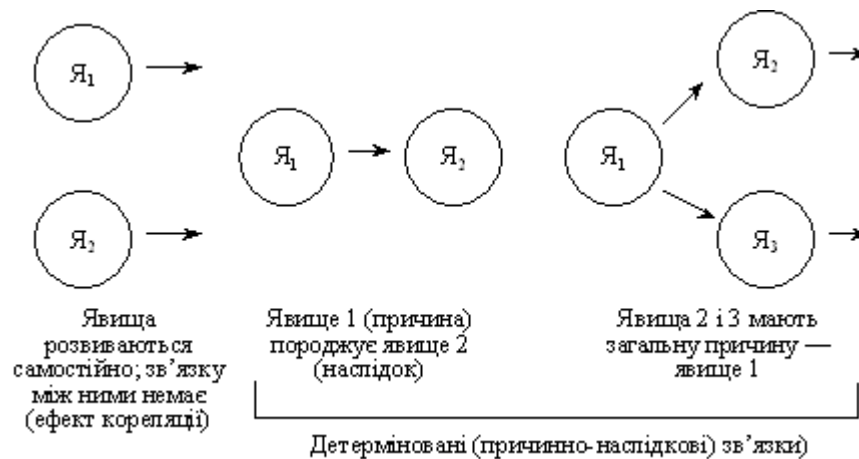 Я₁
Я₂
Я₁
Я₂
Я₁
Я₂
Я₃
Явища
розвиваються
самостійно; зв’язку
між ними немає
(ефект кореляції)
Явище 1 (причина)
породжує явище 2
(наслідок)
Явища 2 і 3 мають
загальну причину —
явище 1
Детерміновані (причинно-наслідкові) зв’язки)